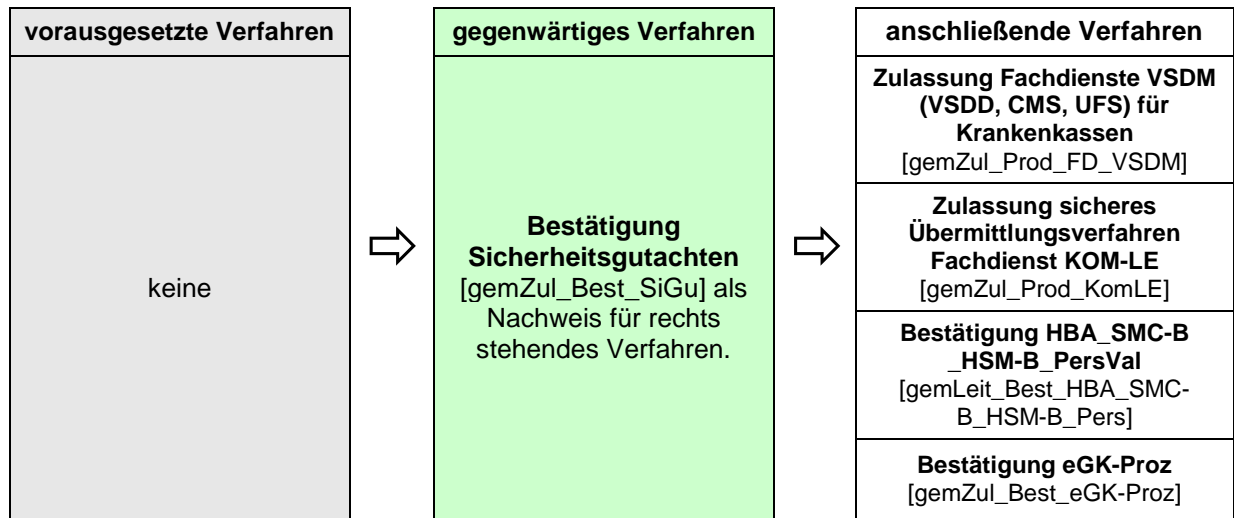 vorausgesetzte Verfahren
keine
gegenwärtiges Verfahren
Bestätigung
Sicherheitsgutachten
[gemZul_Best_SiGu] als
Nachweis für rechts
stehendes Verfahren.
anschließende Verfahren
Zulassung Fachdienste VSDM
(VSDD, CMS, UFS) für
Krankenkassen
[gemZul_Prod_FD_VSDM]
Zulassung sicheres
Übermittlungsverfahren
Fachdienst KOM-LE
[gemZul_Prod_KomLE]
Bestätigung HBA_SMC-B
_HSM-B_PersVal
[gemLeit_Best_HBA_SMC-
B_HSM-B_Pers]
Bestätigung eGK-Proz
[gemZul_Best_eGK-Proz]